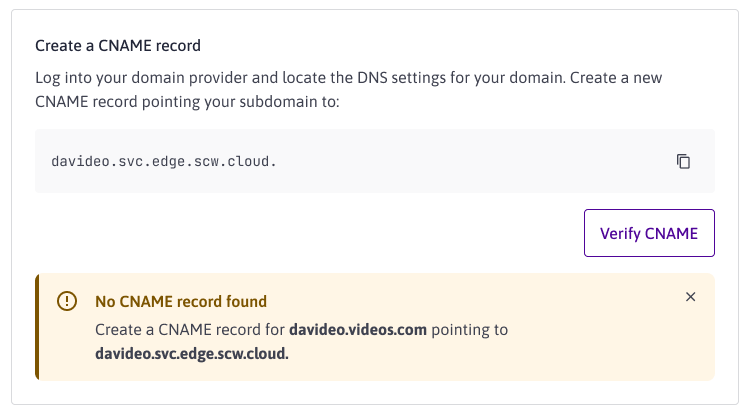 Create a CNAME record
Log into your domain provider and locate the DNS settings for your domain. Create a new
CNAME record pointing your subdomain to:
davideo.svc.edge.scw.cloud.
Verify CNAME
No CNAME record found
Create a CNAME record for davideo.videos.com pointing to
davideo.svc.edge.scw.cloud.